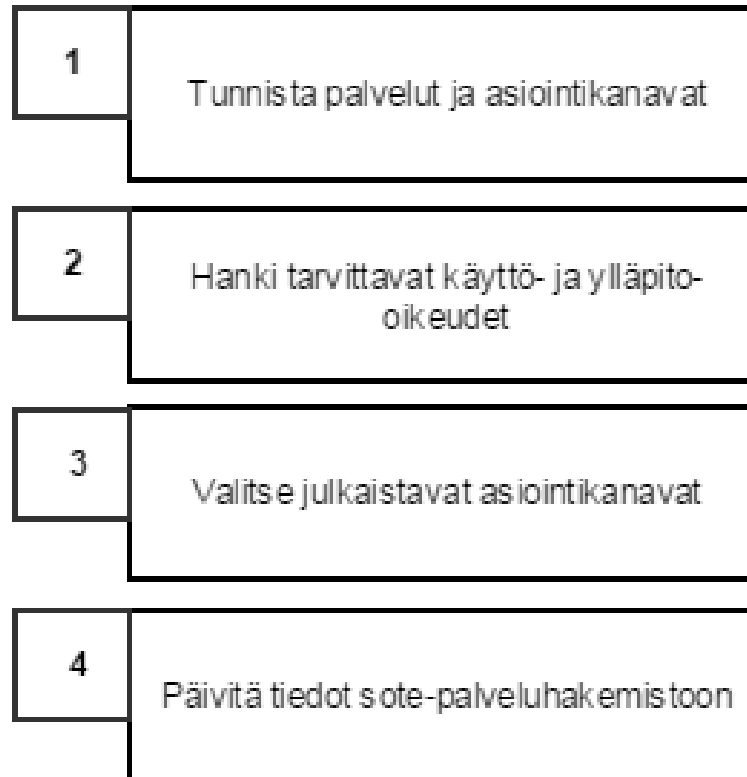 1
Tunnista palvelut ja asiointikanavat
2
Hanki tarvittavat käyttö- ja ylläpito-
oikeudet
3
Valitse julkaistavat asiointikanavat
4
Päivitä tiedot sote-palveluhakemistoon